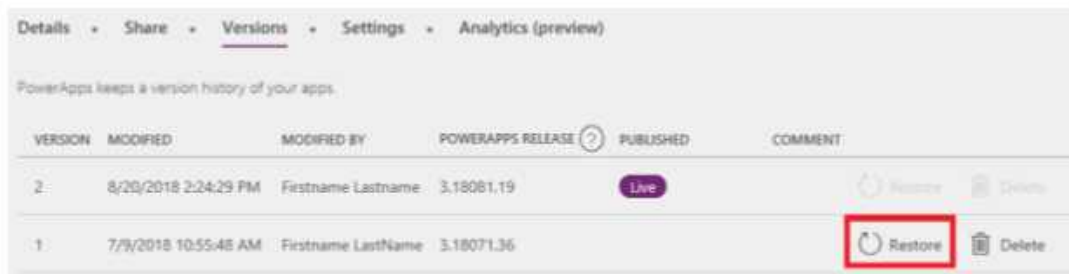 Details • Share • Versions • Settings • Analytics (preview)
PowerApps keeps a version history of your apps.
VERSION MODIFIED MODIFIED BY POWERAPPS RELEASE ? PUBLISHED COMMENT
2 8/20/2018 2:24:29 PM Firstname Lastname 3.18081.19 Live Restore Delete
1 7/9/2018 10:55:48 AM Firstname LastName 3.18071.36 Restore Delete